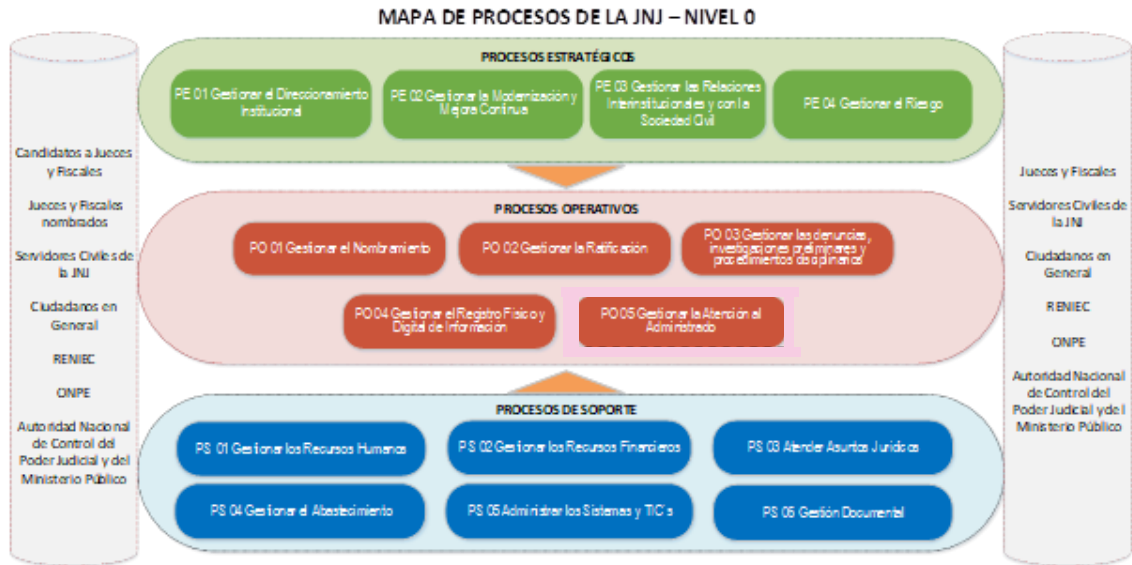 MAPA DE PROCESOS DE LA JNJ – NIVEL 0
Candidatos a Jueces
y Fiscales
Jueces y Fiscales
nombrados
Servidores Civiles de
la JNJ
Ciudadanos en
General
RENIEC
ONPE
Autoridad Nacional
de Control del
Poder Judicial y del
Ministerio Público
PROCESOS ESTRATÉGICOS
PE 01 Gestionar el Direccionamiento
Institucional
PE 02 Gestionar la Modernización y
Mejora Continua
PE 03 Gestionar las Relaciones
Interinstitucionales y con la
Sociedad Civil
PE 04 Gestionar el Riesgo
PROCESOS OPERATIVOS
PO 01 Gestionar el Nombramiento
PO 02 Gestionar la Ratificación
PO 03 Gestionar las denuncias,
investigaciones preliminares y
procedimientos disciplinarios
PO 04 Gestionar el Registro Físico y
Digital de Información
PO 05 Gestionar la Atención al
Administrado
PROCESOS DE SOPORTE
PS 01 Gestionar los Recursos Humanos
PS 02 Gestionar los Recursos Financieros
PS 03 Atender Asuntos Jurídicos
PS 04 Gestionar el Abastecimiento
PS 05 Administrar los Sistemas y TIC's
PS 06 Gestión Documental
Jueces y Fiscales
Servidores Civiles de
la JNJ
Ciudadanos en
General
RENIEC
ONPE
Autoridad Nacional
de Control del
Poder Judicial y del
Ministerio Público